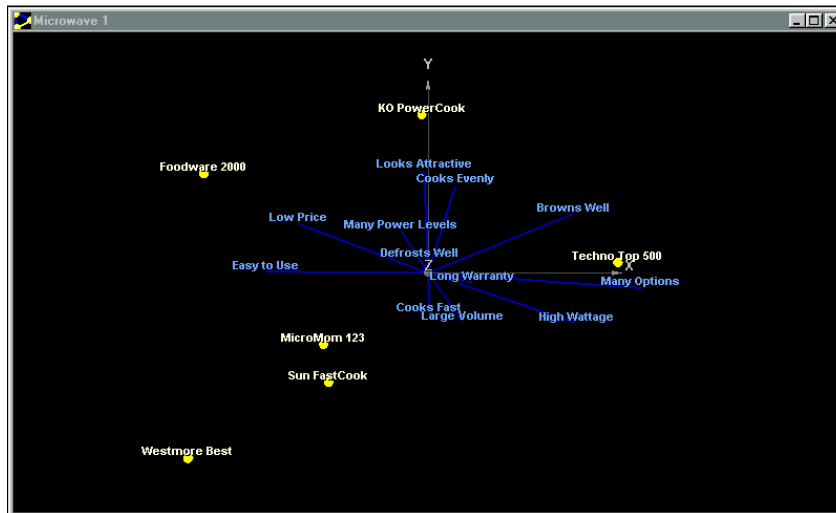 Microwave 1
Y
KO PowerCook
Looks Attractive
Foodware 2000
Cooks Evenly
Browns Well
Low Price
Many Power Levels
Defrosts Well
Techno Top 500
Easy to Use
Z
X
Long Warranty
Many Options
Cooks Fast
Large Volume
High Wattage
MicroMom 123
Sun FastCook
Westmore Best